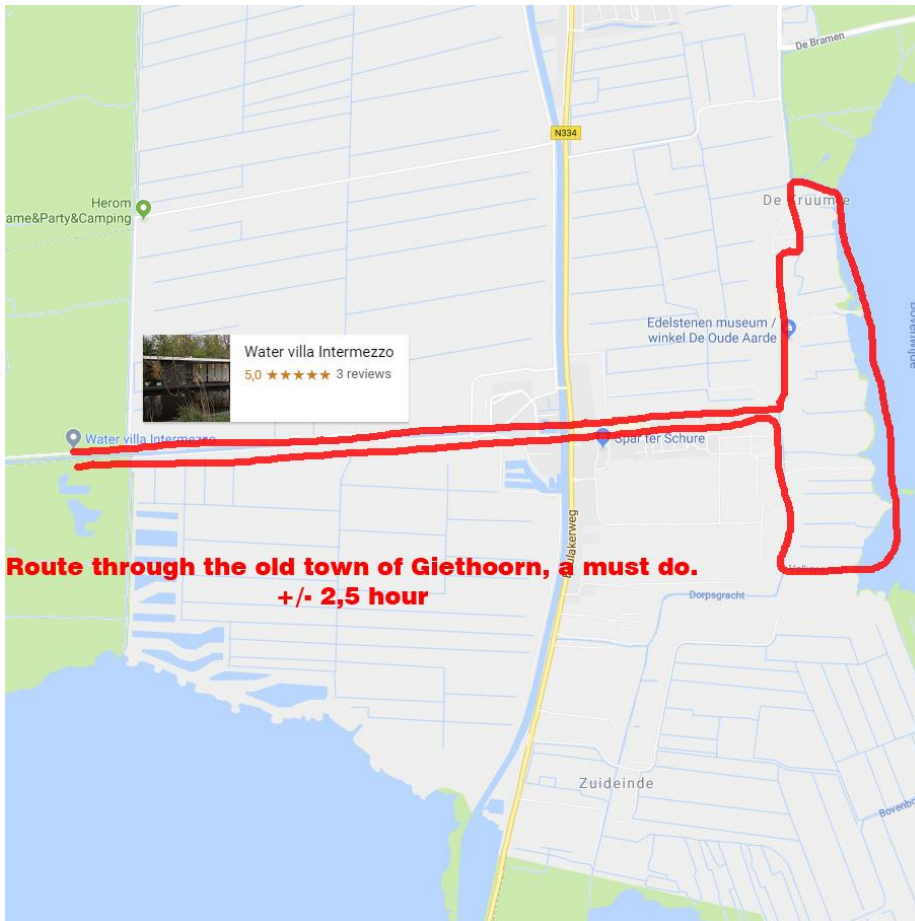 De Bramen
N334
Herom
ame&Party&Camping
De Kruumte
Edelstenen museum /
winkel De Oude Aarde
Water villa Intermezzo
5,0 ★★★★★ 3 reviews
Water villa Intermezzo
Spar ter Schure
Route through the old town of Giethoorn, a must do.
+/- 2,5 hour
Dorpsgracht
Zuideinde